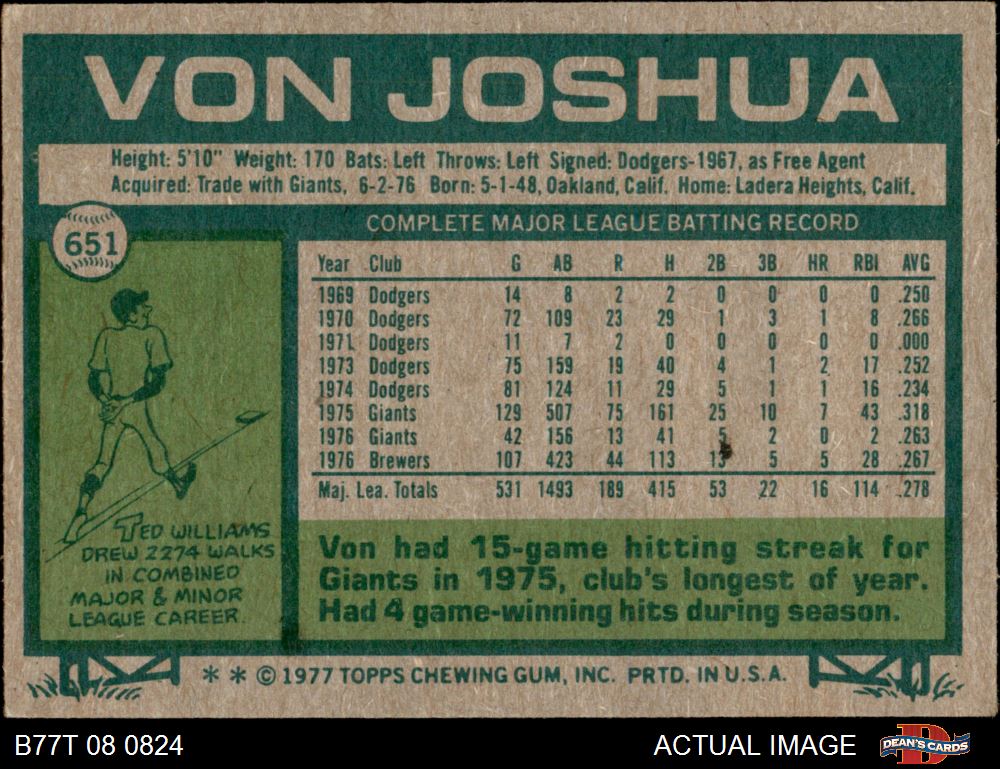 VON JOSHUA
Height: 5'10" Weight: 170 Bats: Left Throws: Left Signed: Dodgers-1967, as Free Agent
Acquired: Trade with Giants, 6-2-76 Born: 5-1-48, Oakland, Calif. Home: Ladera Heights, Calif.
651
COMPLETE MAJOR LEAGUE BATTING RECORD
Year Club G AB R H 2B 3B HR RBI AVG
1969 Dodgers 14 8 2 2 0 0 0 0 .250
1970 Dodgers 72 109 23 29 1 3 1 8 .266
1971 Dodgers 11 7 2 0 0 0 0 0 .000
1973 Dodgers 75 159 19 40 4 1 2 17 .252
1974 Dodgers 81 124 11 29 5 1 1 16 .234
1975 Giants 129 507 75 161 25 10 7 43 .318
1976 Giants 42 156 13 41 5 2 0 2 .263
1976 Brewers 107 423 44 113 13 5 5 28 .267
Maj. Lea. Totals 531 1493 189 415 53 22 16 114 .278
TED WILLIAMS
DREW 2274 WALKS
IN COMBINED
MAJOR & MINOR
LEAGUE CAREER.
Von had 15-game hitting streak for
Giants in 1975, club's longest of year.
Had 4 game-winning hits during season.
* * © 1977 TOPPS CHEWING GUM, INC. PRTD. IN U.S.A.
B77T 08 0824
ACTUAL IMAGE
DEAN'S CARDS